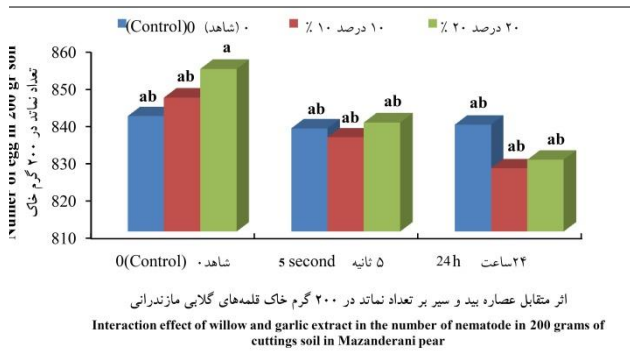 0(Control) (شاهد) ۰ ۱۰ درصد ۱۰ % ۲۰ درصد ۲۰ %
Numer of egg in 200 gr soil
تعداد نماتد در ۲۰۰ گرم خاک
860
850
840
830
820
810
ab ab a
ab ab ab
ab ab ab
0(Control) شاهد۰ 5 second ۵ ثانیه 24h ۲۴ساعت
اثر متقابل عصاره بید و سیر بر تعداد نماتد در ۲۰۰ گرم خاک قلمه‌های گلابی مازندرانی
Interaction effect of willow and garlic extract in the number of nematode in 200 grams of
cuttings soil in Mazanderani pear